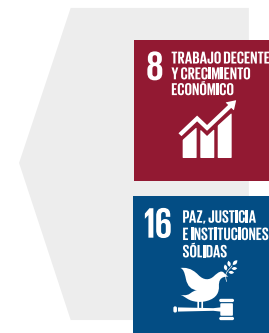 8 TRABAJO DECENTE
Y CRECIMIENTO
ECONÓMICO
16 PAZ, JUSTICIA
E INSTITUCIONES
SÓLIDAS